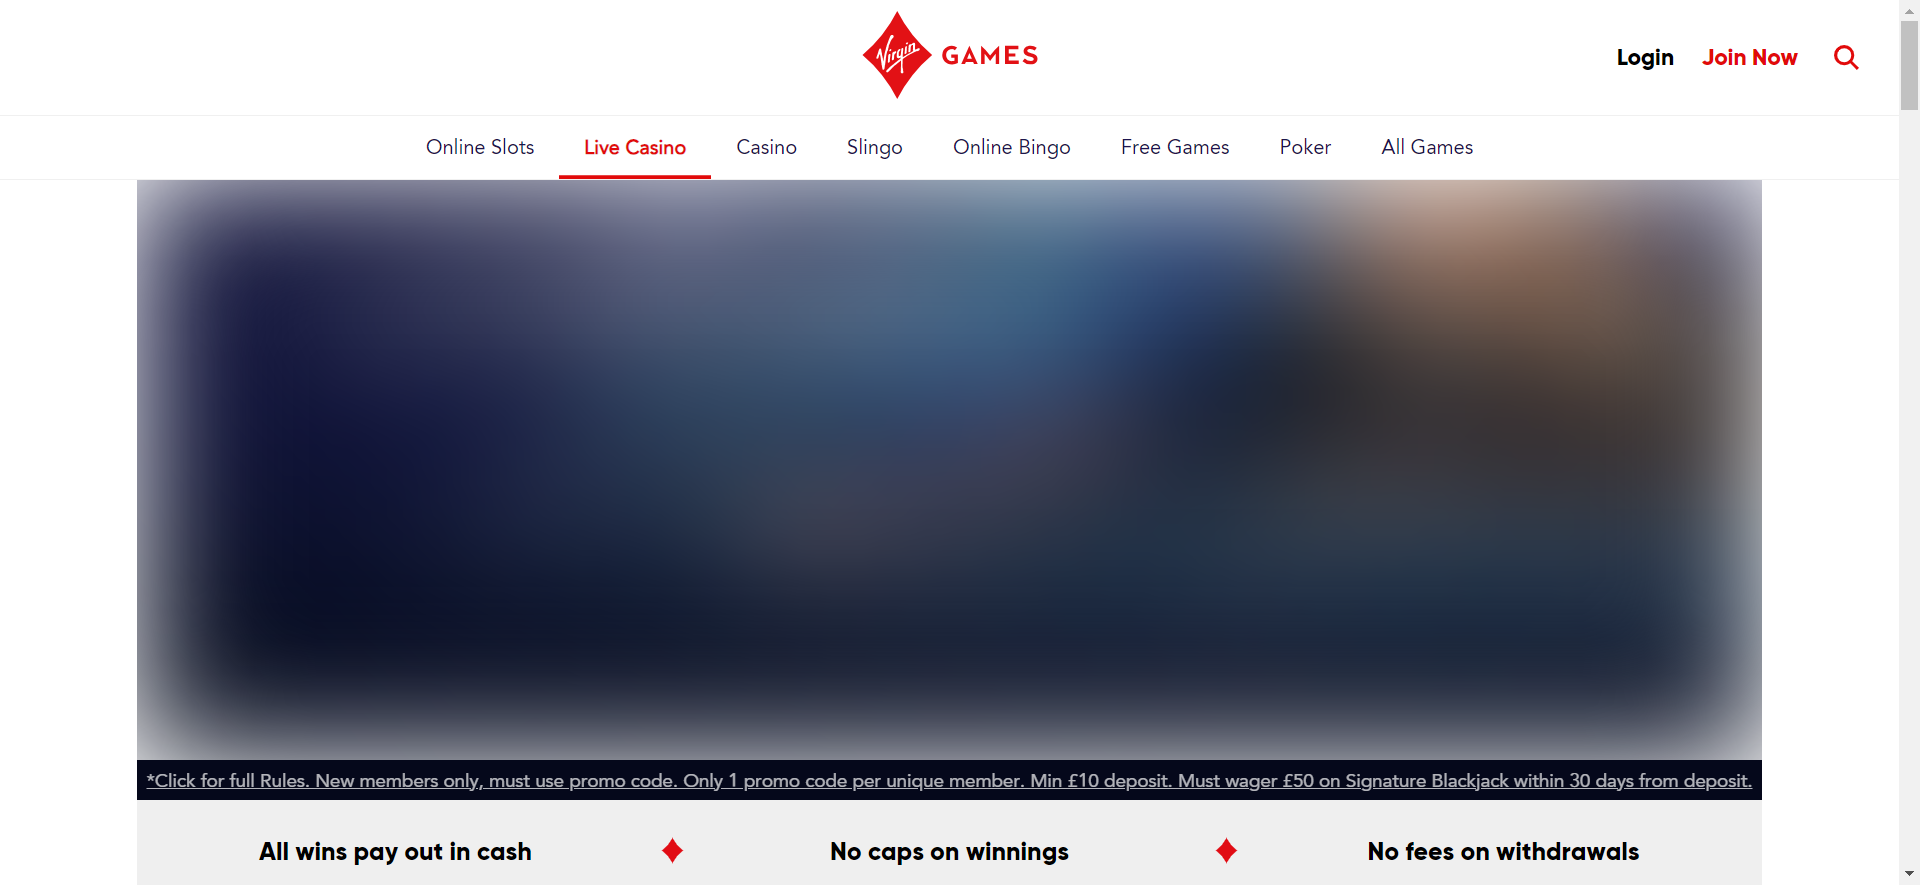 Virgin GAMES
Login Join Now
Online Slots Live Casino Casino Slingo Online Bingo Free Games Poker All Games
*Click for full Rules. New members only, must use promo code. Only 1 promo code per unique member. Min £10 deposit. Must wager £50 on Signature Blackjack within 30 days from deposit.
All wins pay out in cash No caps on winnings No fees on withdrawals